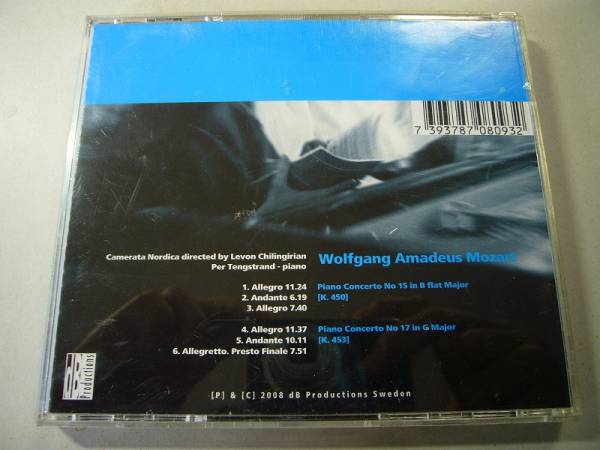 7 393787 080932
Camerata Nordica directed by Levon Chilingirian
Per Tengstrand - piano
Wolfgang Amadeus Mozart
1. Allegro 11.24
2. Andante 6.19
3. Allegro 7.40
Piano Concerto No 15 in B flat Major
[K. 450]
4. Allegro 11.37
5. Andante 10.11
6. Allegretto. Presto Finale 7.51
Piano Concerto No 17 in G Major
[K. 453]
Productions
[P] & [C] 2008 dB Productions Sweden